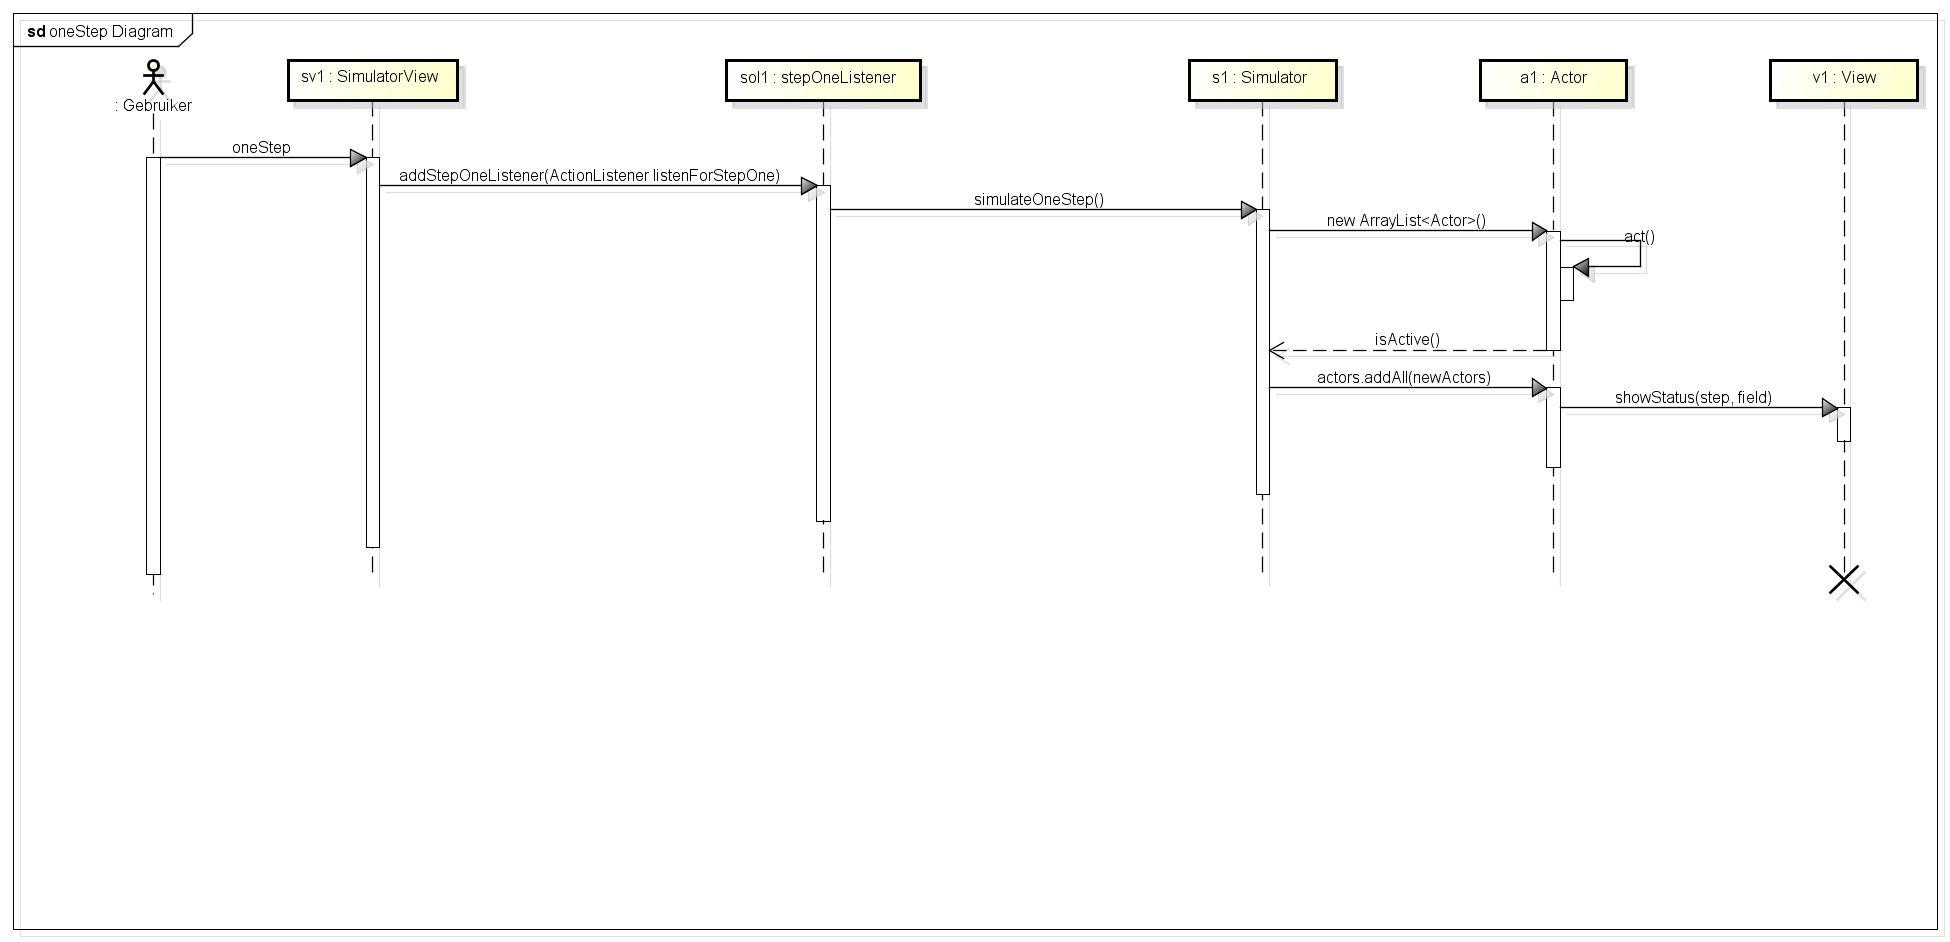 sd oneStep Diagram
: Gebruiker
sv1 : SimulatorView
sol1 : stepOneListener
s1 : Simulator
a1 : Actor
v1 : View
oneStep
addStepOneListener(ActionListener listenForStepOne)
simulateOneStep()
new ArrayList<Actor>()
act()
isActive()
actors.addAll(newActors)
showStatus(step, field)